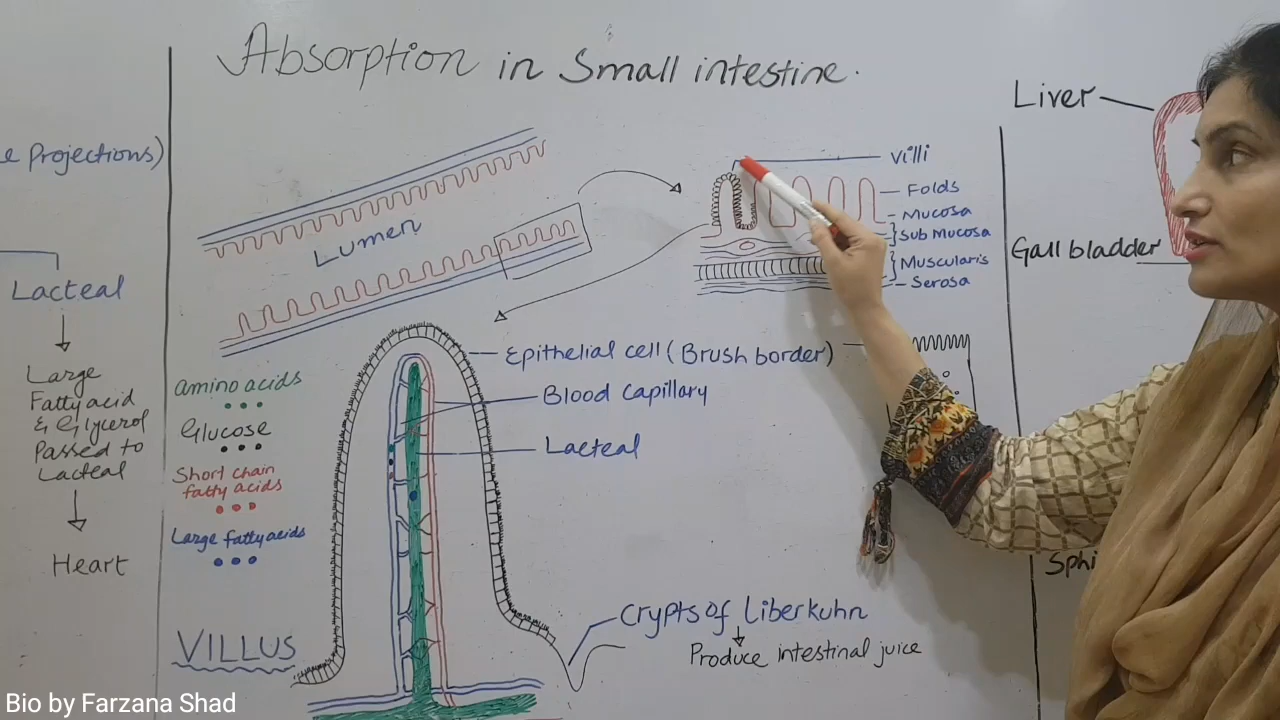 Absorption in Small intestine.
e Projections)
Lacteal
Large
Fatty acid
& Glycerol
Passed to
Lacteal
Heart
Lumen
amino acids
Glucose
Short chain
fatty acids
Large fatty acids
VILLUS
Villi
Folds
Mucosa
Sub Mucosa
Muscularis
Serosa
Epithelial cell (Brush border)
Blood capillary
Lacteal
Crypts of Liberkuhn
Produce intestinal juice
Liver
Gall bladder
Sphi
Bio by Farzana Shad